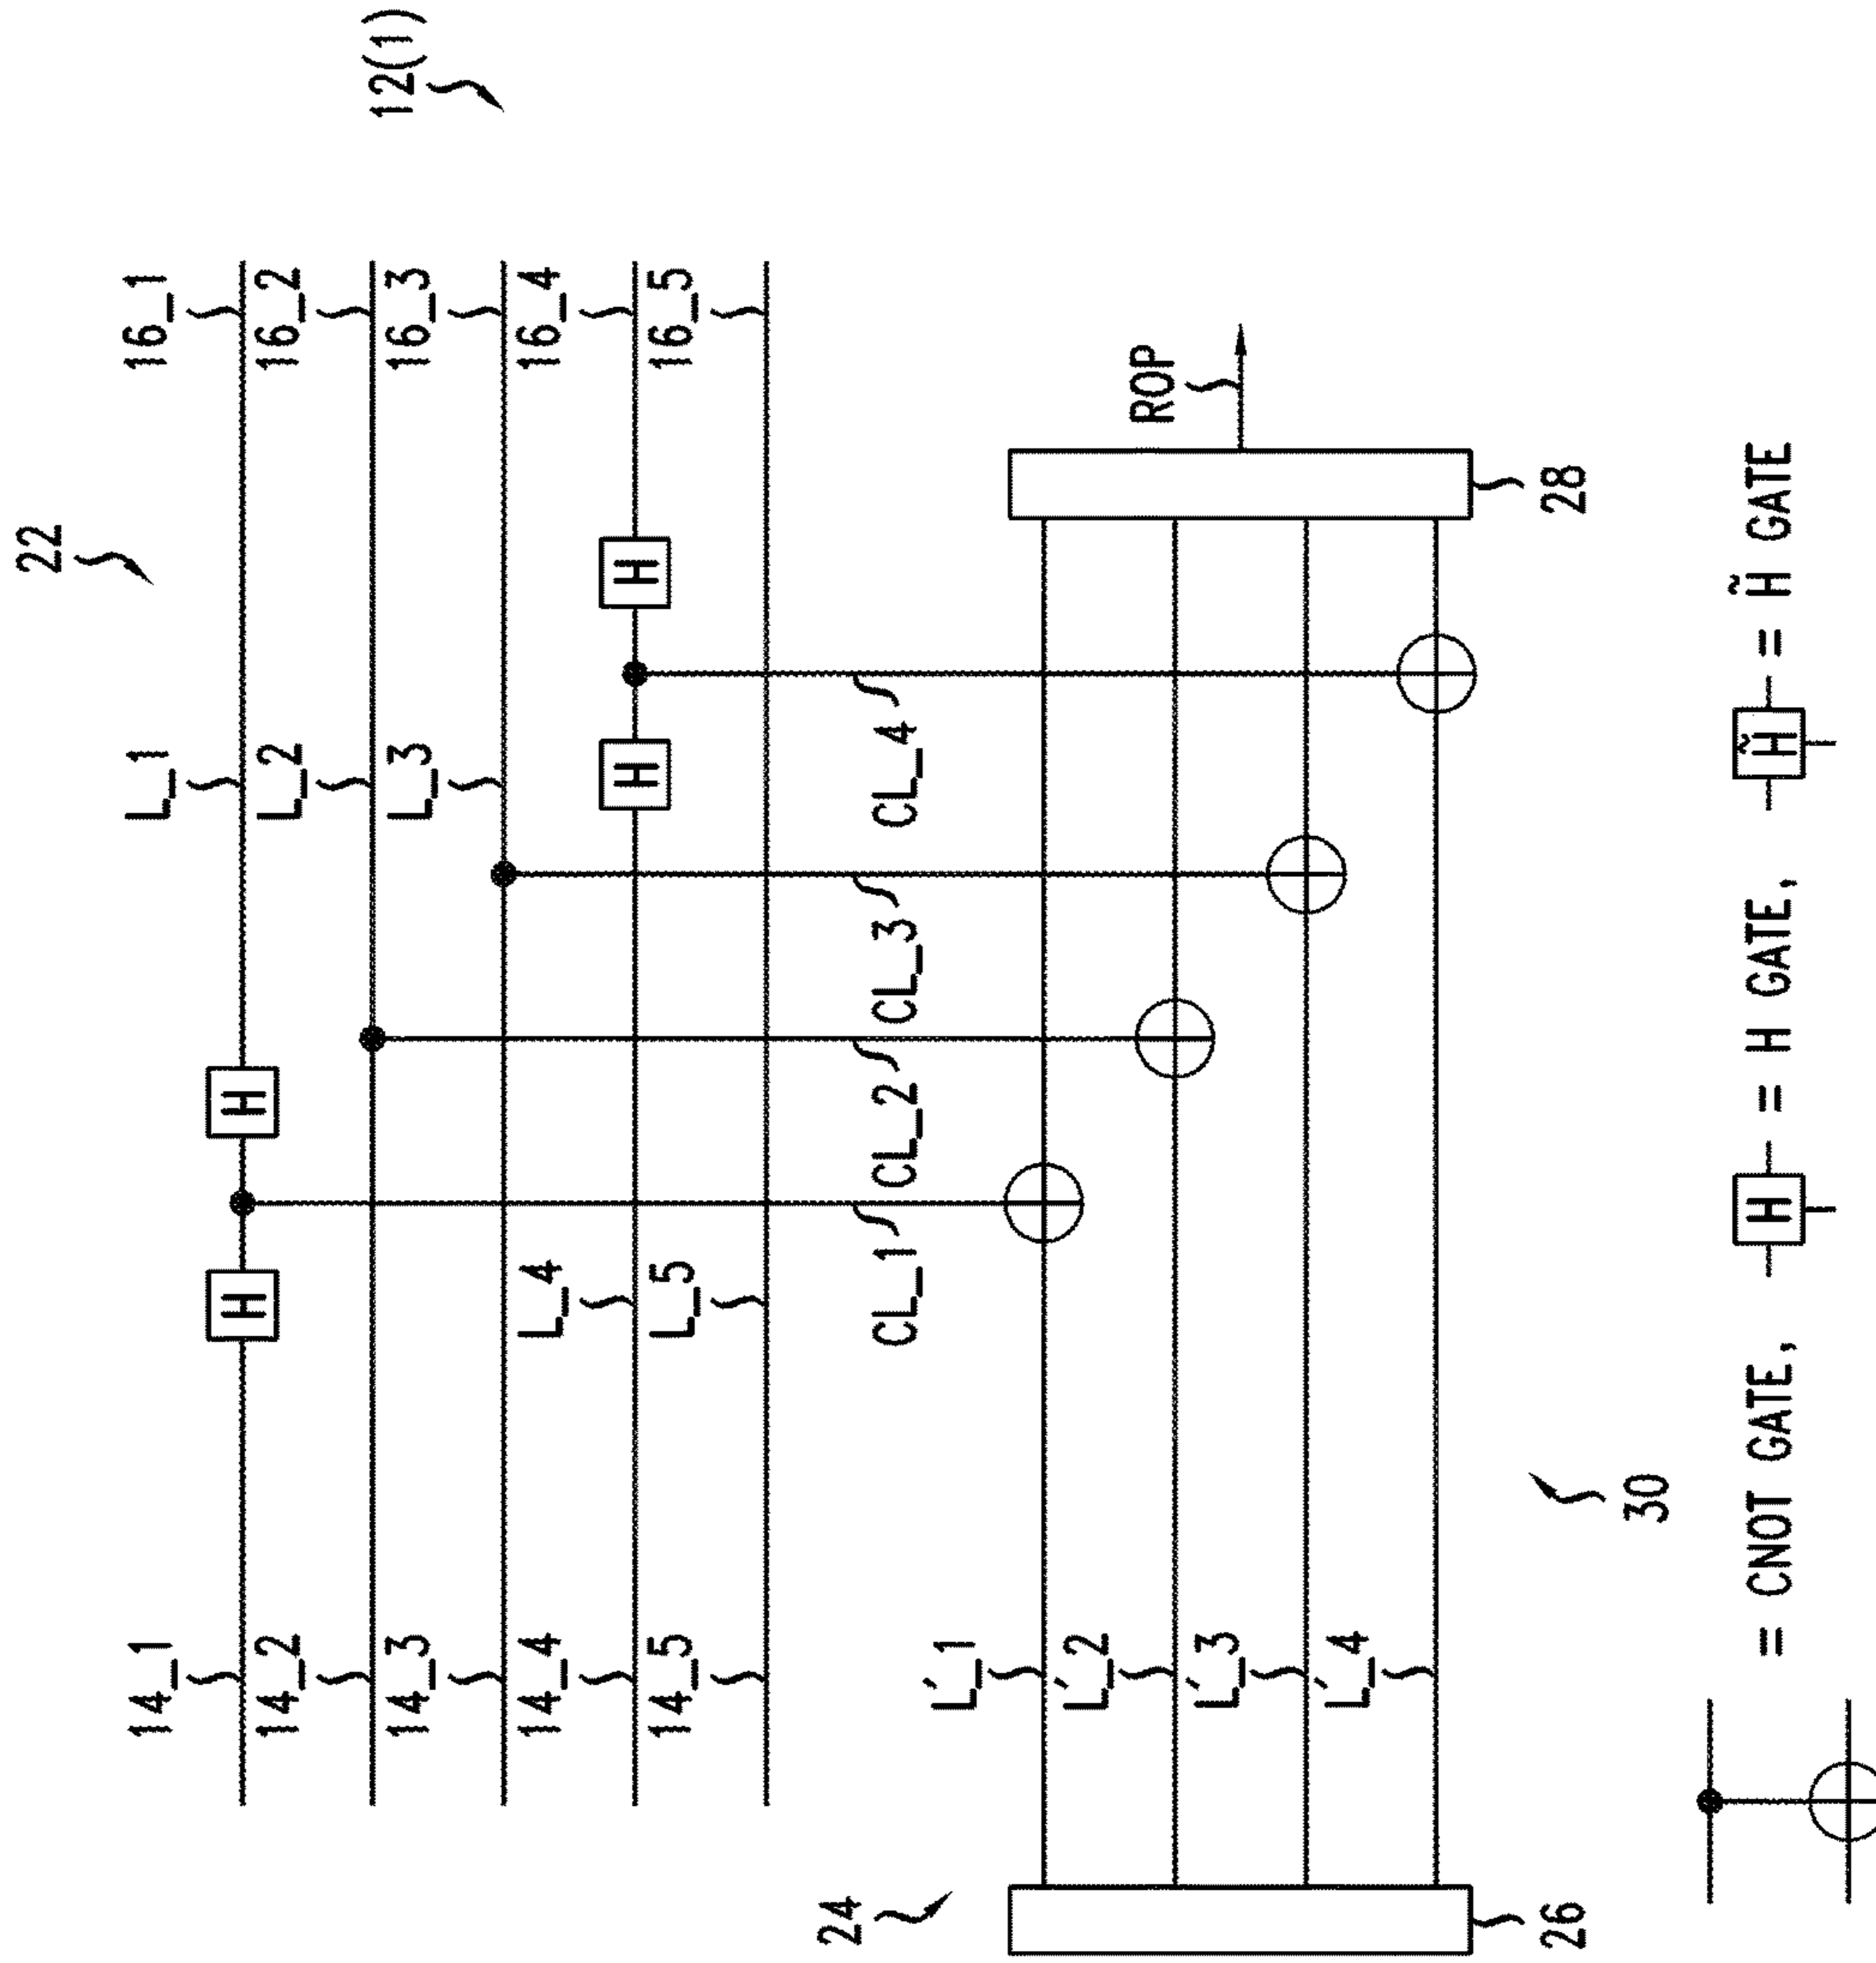 22
12(1)
14_1
14_2
14_3
14_4
14_5
L_1
L_2
L_3
L_4
L_5
16_1
16_2
16_3
16_4
16_5
H
H
H
H
CL_1
CL_2
CL_3
CL_4
24
L'_1
L'_2
L'_3
L'_4
ROP
26
28
30
= CNOT GATE, H = H GATE, H̃ = H̃ GATE